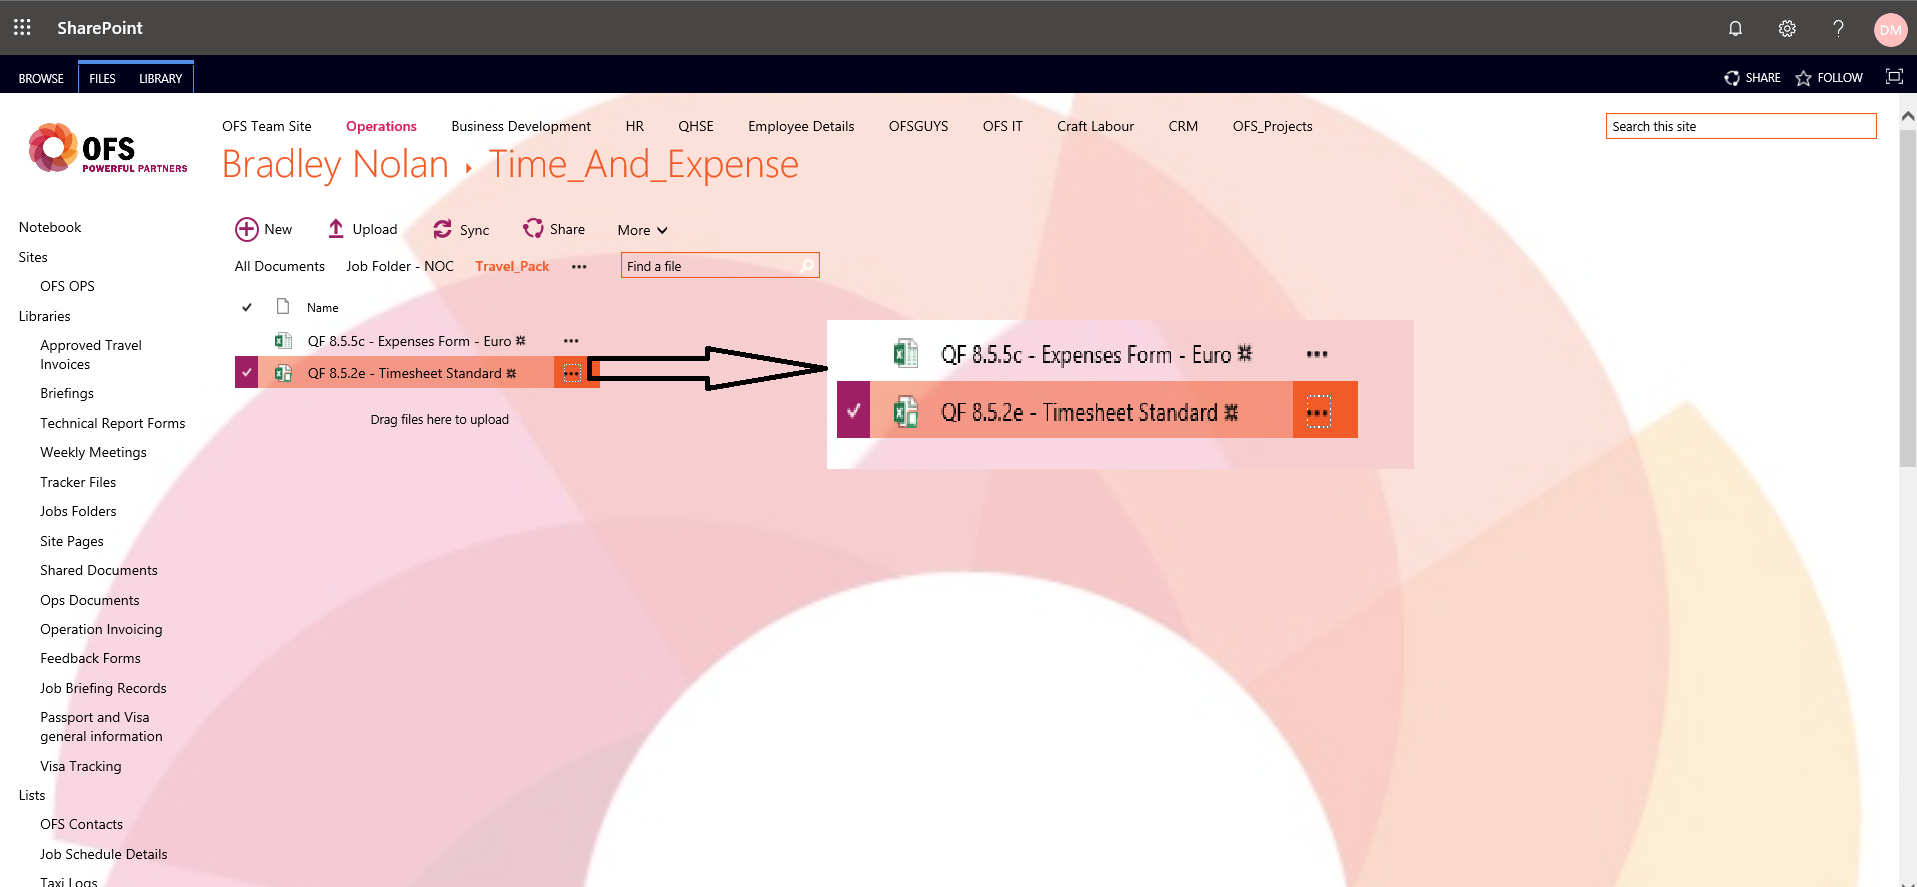 SharePoint
DM
BROWSE FILES LIBRARY
SHARE FOLLOW
OFS
POWERFUL PARTNERS
OFS Team Site Operations Business Development HR QHSE Employee Details OFSGUYS OFS IT Craft Labour CRM OFS_Projects
Search this site
Bradley Nolan Time_And_Expense
New Upload Sync Share More
All Documents Job Folder - NOC Travel_Pack ... Find a file
Name
QF 8.5.5c - Expenses Form - Euro ...
QF 8.5.2e - Timesheet Standard ...
Drag files here to upload
QF 8.5.5c - Expenses Form - Euro ...
QF 8.5.2e - Timesheet Standard ...
Notebook
Sites
OFS OPS
Libraries
Approved Travel
Invoices
Briefings
Technical Report Forms
Weekly Meetings
Tracker Files
Jobs Folders
Site Pages
Shared Documents
Ops Documents
Operation Invoicing
Feedback Forms
Job Briefing Records
Passport and Visa
general information
Visa Tracking
Lists
OFS Contacts
Job Schedule Details
Taxi Logs